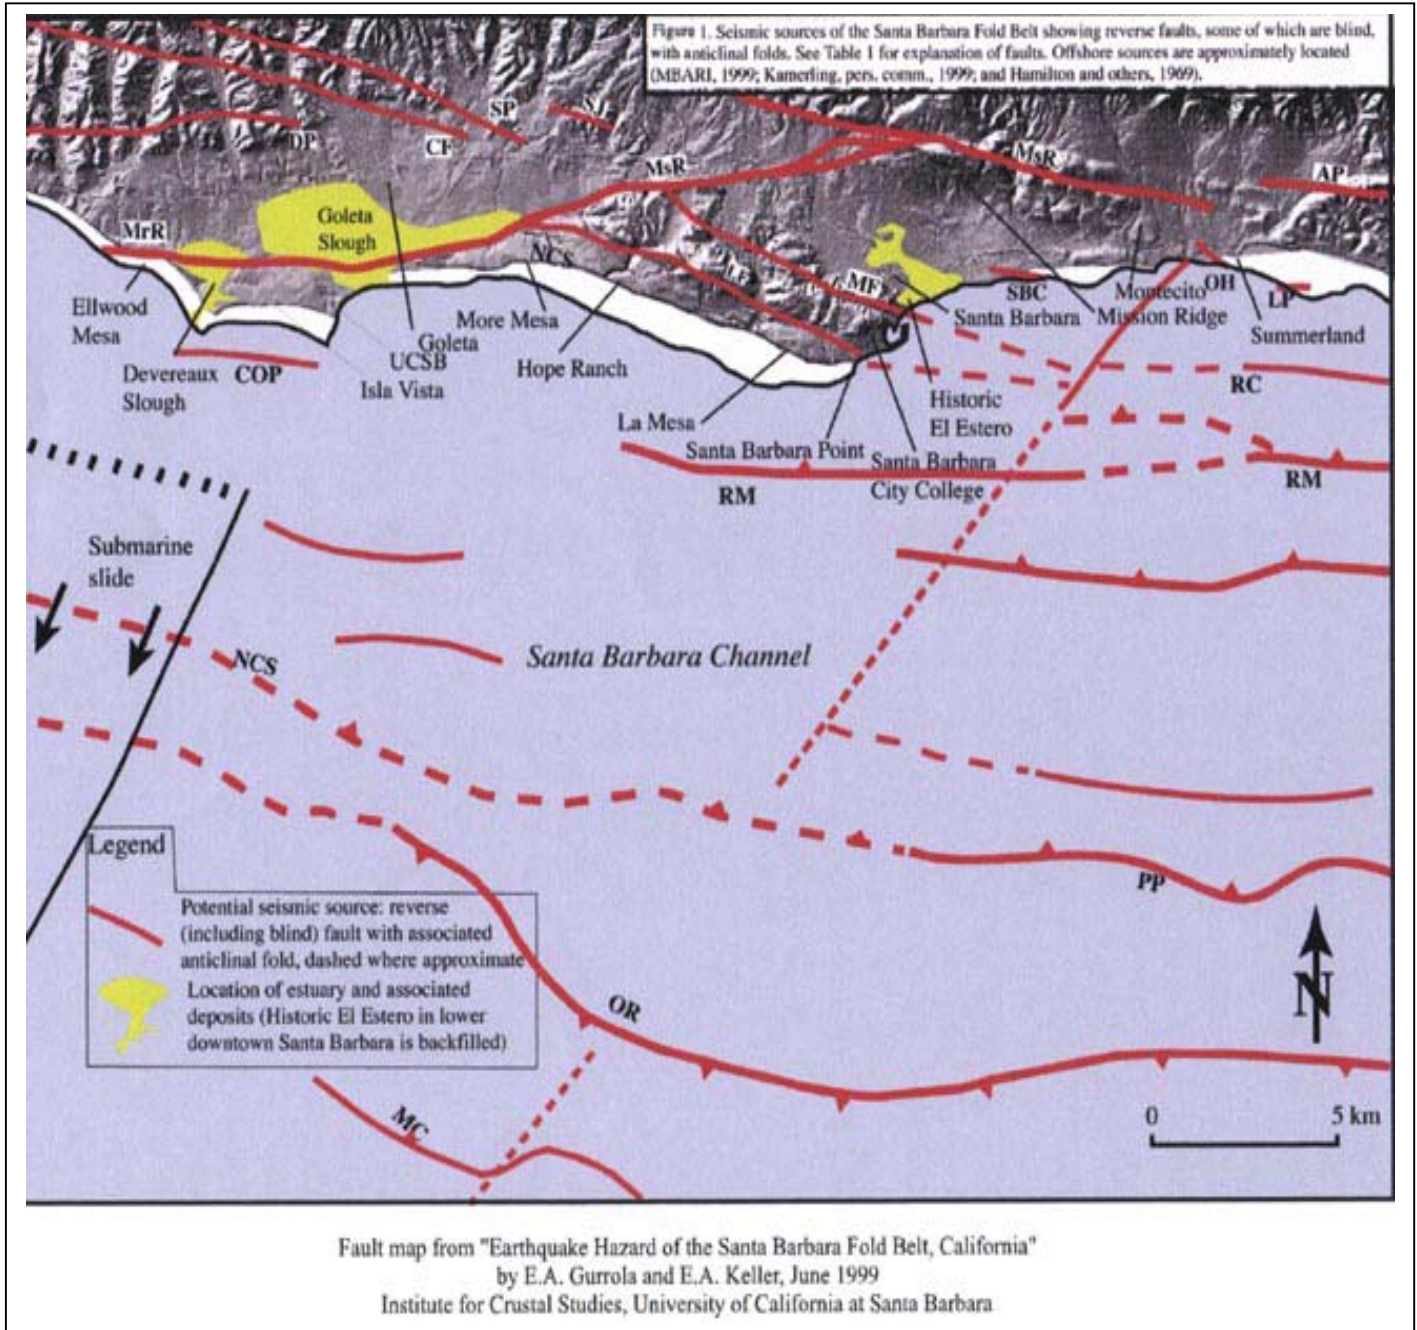 Figure 1. Seismic sources of the Santa Barbara Fold Belt showing reverse faults, some of which are blind,
with anticlinal folds. See Table 1 for explanation of faults. Offshore sources are approximately located
(MBARI, 1999; Kamerling, pers. comm., 1999; and Hamilton and others, 1969).
SP
SJ
DP
CF
MsR
MsR
AP
Goleta
Slough
MrR
NCS
LF
MF
SBC
Montecito
OH
LP
Ellwood
Mesa
More Mesa
Santa Barbara
Mission Ridge
Summerland
Goleta
UCSB
Isla Vista
Devereaux
Slough
COP
Hope Ranch
RC
Historic
El Estero
La Mesa
Santa Barbara Point
Santa Barbara
City College
RM
RM
Submarine
slide
NCS
Santa Barbara Channel
PP
Legend
Potential seismic source: reverse
(including blind) fault with associated
anticlinal fold, dashed where approximate
Location of estuary and associated
deposits (Historic El Estero in lower
downtown Santa Barbara is backfilled)
OR
MC
N
0 5 km
Fault map from "Earthquake Hazard of the Santa Barbara Fold Belt, California"
by E.A. Gurrola and E.A. Keller, June 1999
Institute for Crustal Studies, University of California at Santa Barbara